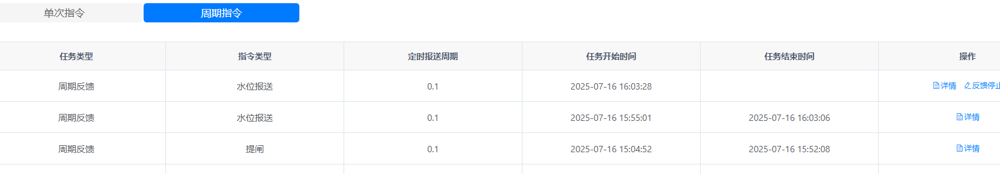 单次指令 周期指令
任务类型 指令类型 定时报送周期 任务开始时间 任务结束时间 操作
周期反馈 水位报送 0.1 2025-07-16 16:03:28 详情 反馈停止
周期反馈 水位报送 0.1 2025-07-16 15:55:01 2025-07-16 16:03:06 详情
周期反馈 提闸 0.1 2025-07-16 15:04:52 2025-07-16 15:52:08 详情